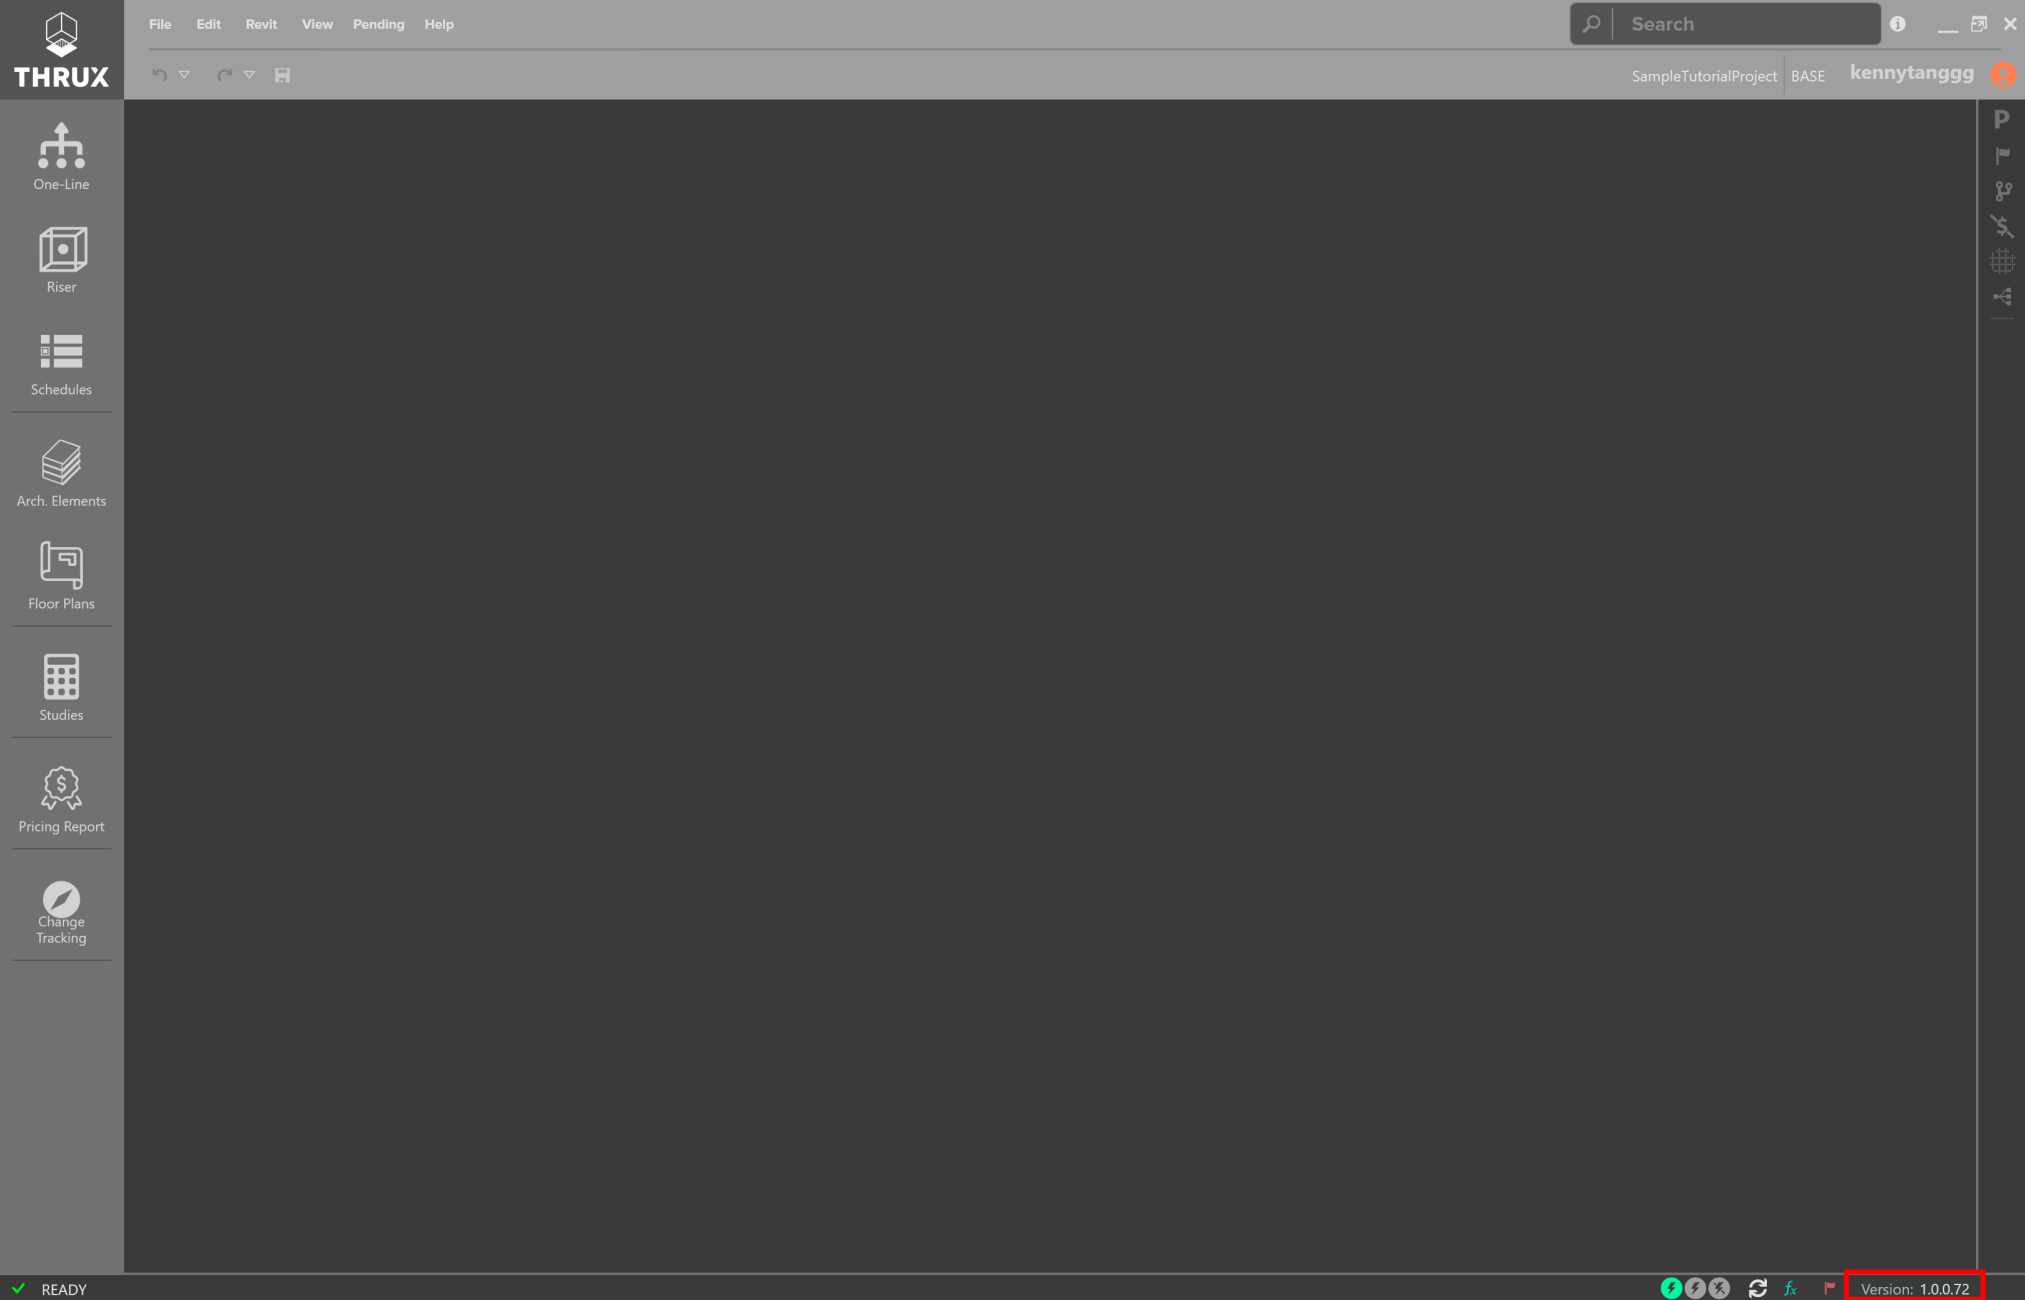 THRUX
File Edit Revit View Pending Help
Search
SampleTutorialProject BASE kennytanggg
One-Line
Riser
Schedules
Arch. Elements
Floor Plans
Studies
Pricing Report
Change
Tracking
P
READY
fx
Version: 1.0.0.72